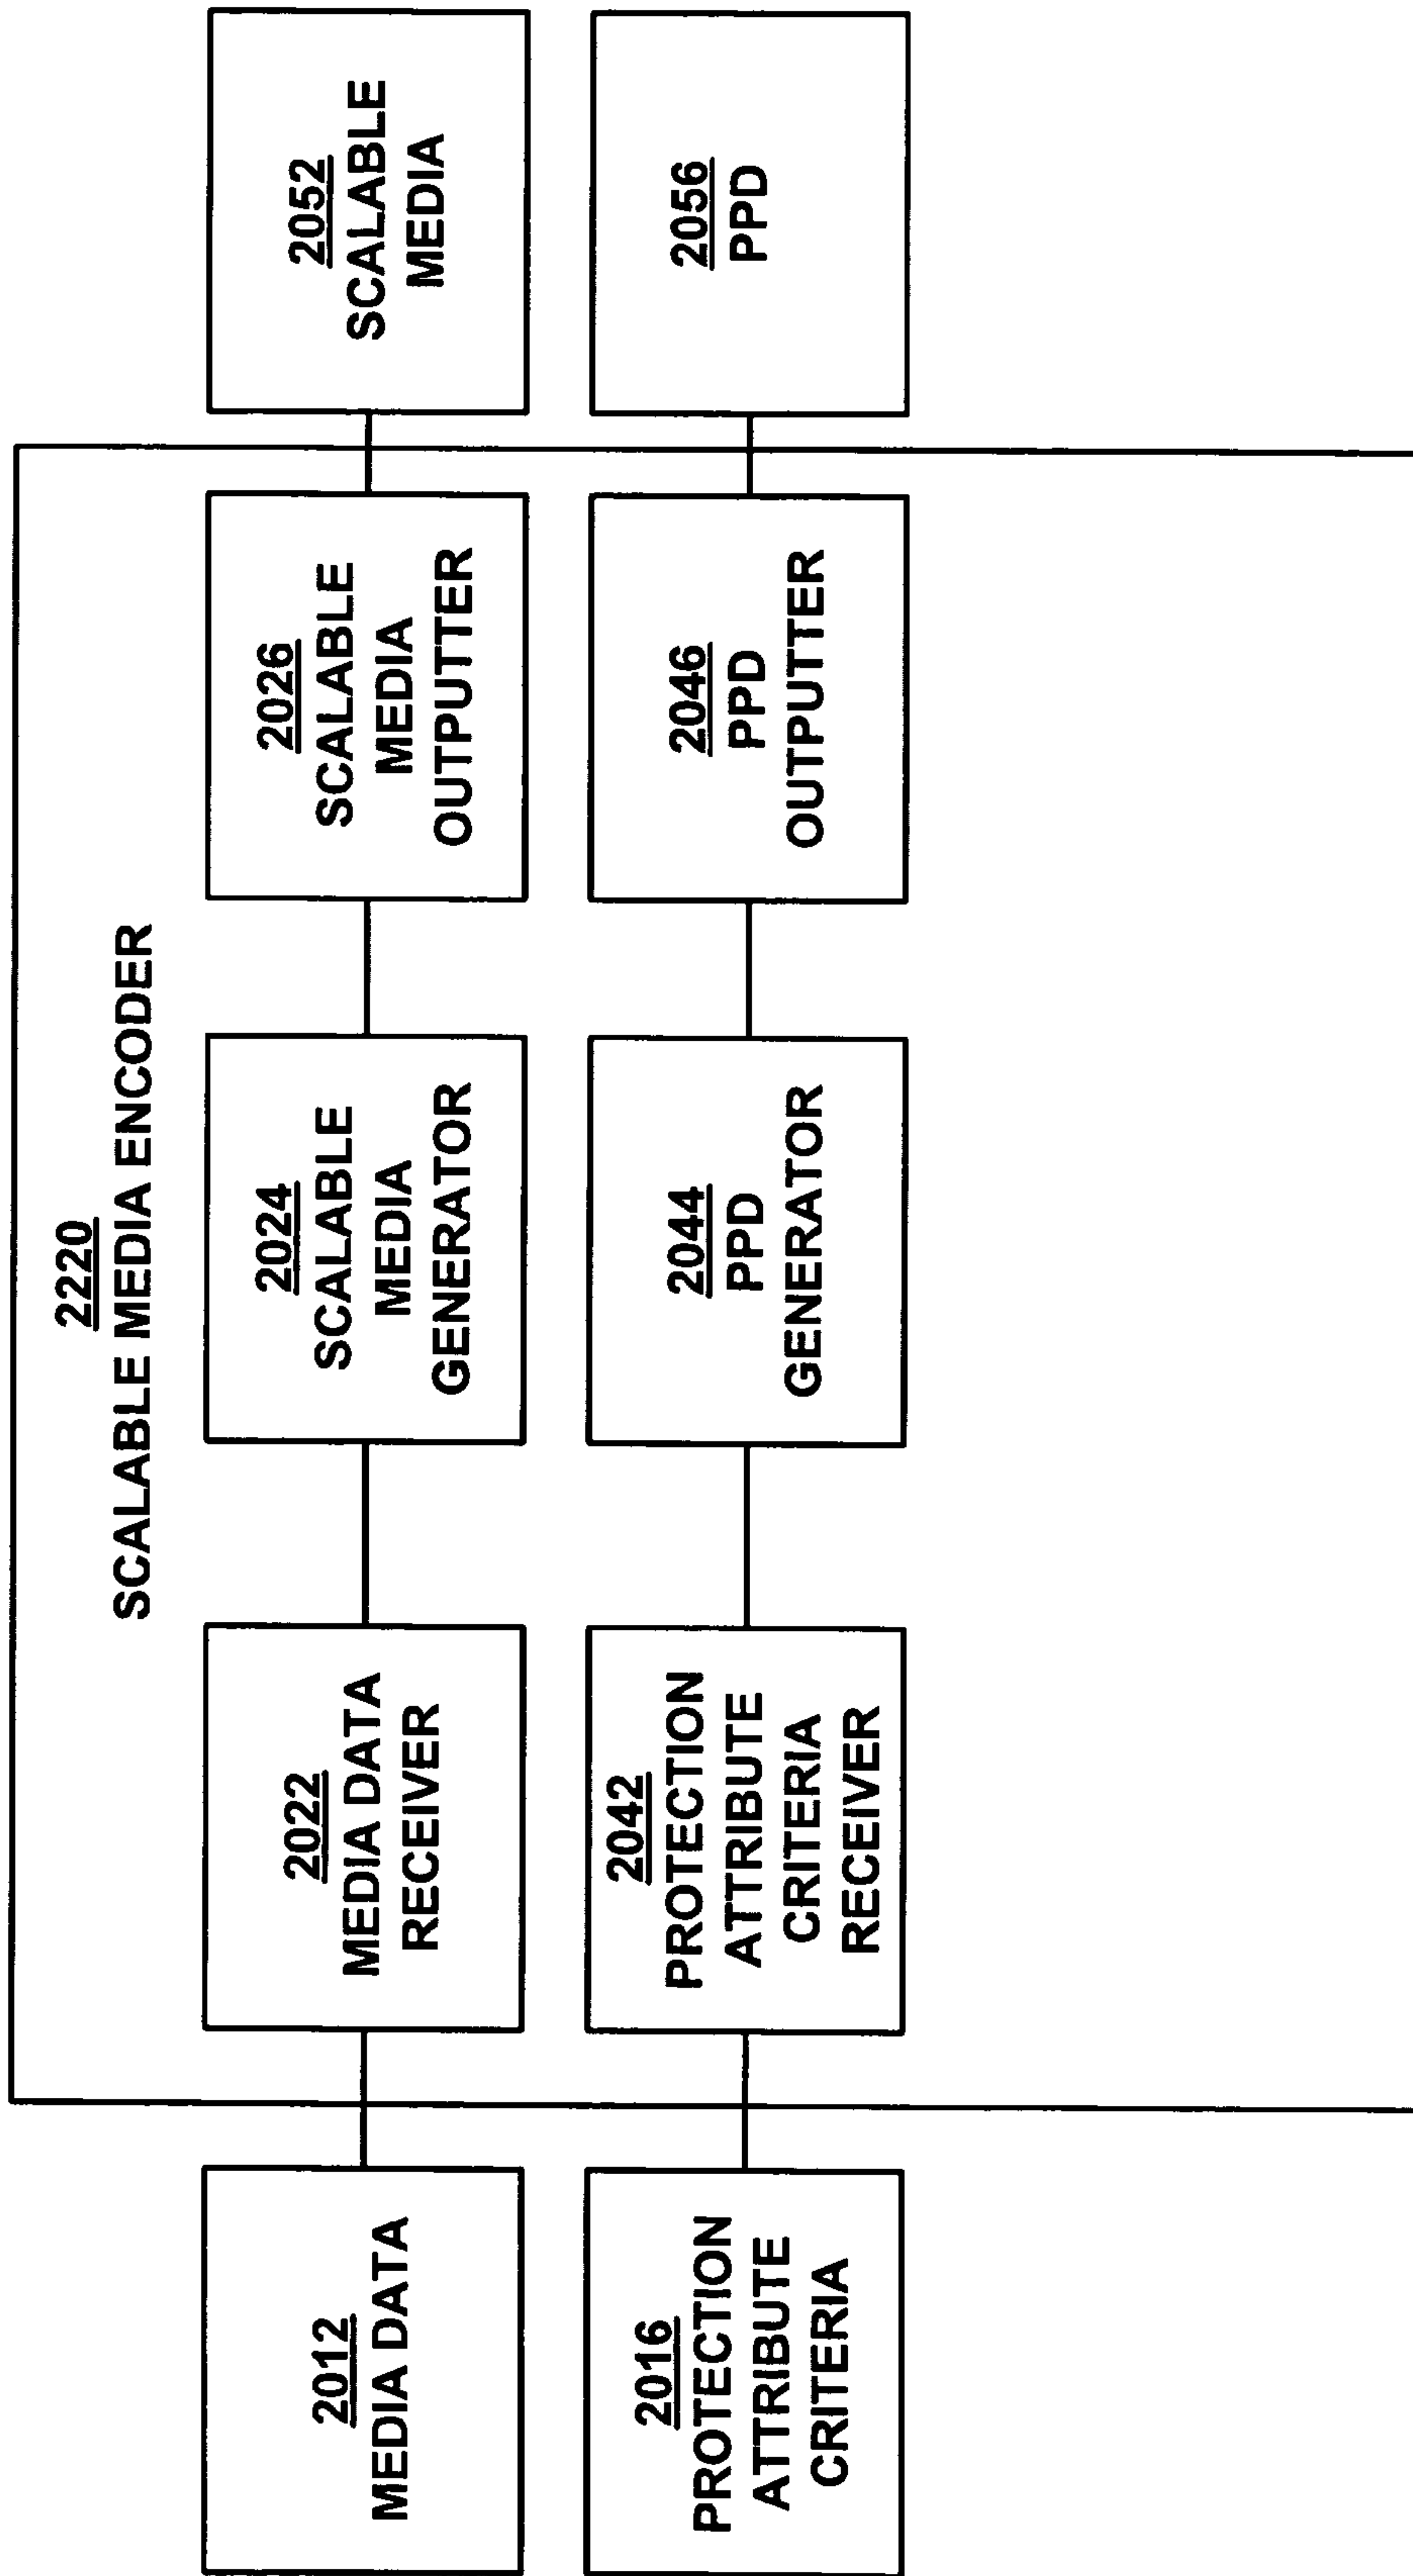 2220
SCALABLE MEDIA ENCODER
2012
MEDIA DATA
2022
MEDIA DATA
RECEIVER
2024
SCALABLE
MEDIA
GENERATOR
2026
SCALABLE
MEDIA
OUTPUTTER
2052
SCALABLE
MEDIA
2016
PROTECTION
ATTRIBUTE
CRITERIA
2042
PROTECTION
ATTRIBUTE
CRITERIA
RECEIVER
2044
PPD
GENERATOR
2046
PPD
OUTPUTTER
2056
PPD